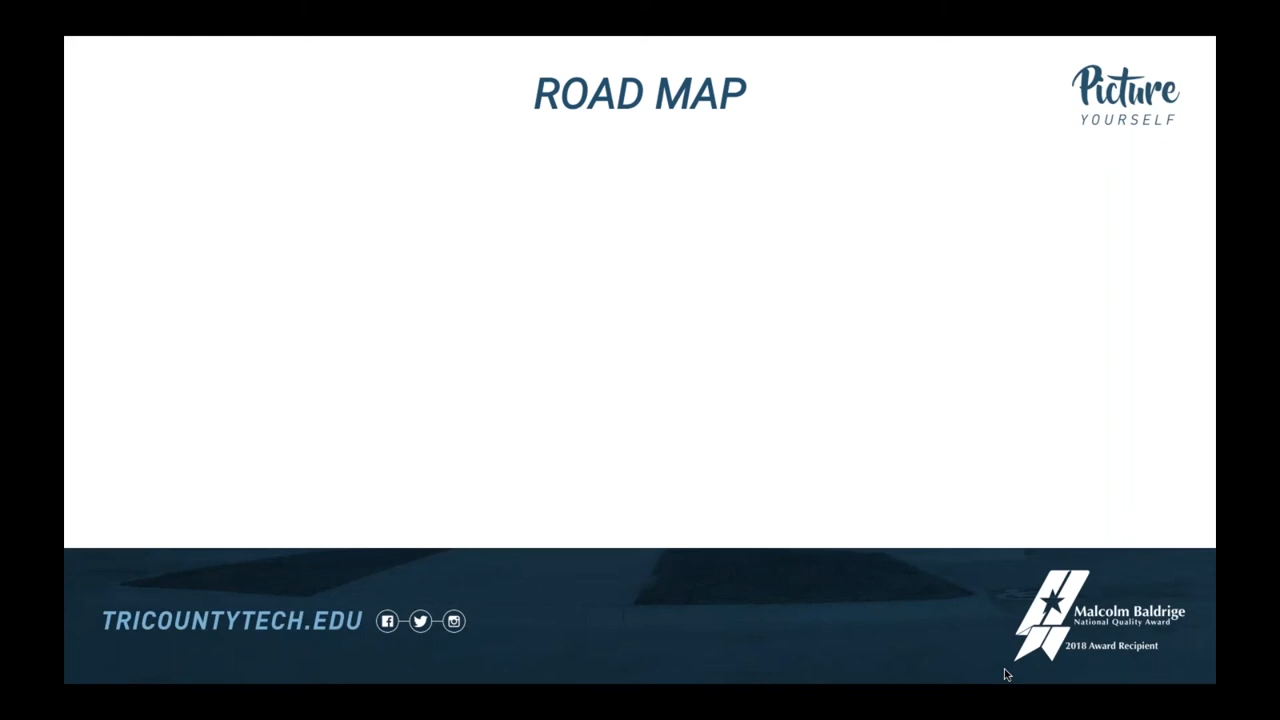 ROAD MAP
Picture
YOURSELF
TRICOUNTYTECH.EDU
Malcolm Baldrige
National Quality Award
2018 Award Recipient